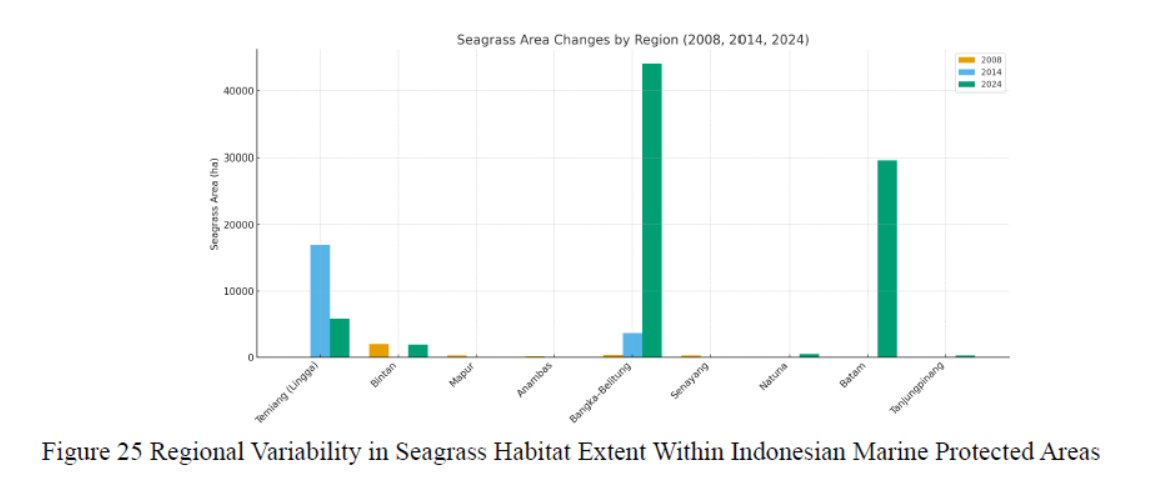 Seagrass Area Changes by Region (2008, 2014, 2024)
2008
2014
2024
Seagrass Area (ha)
40000
30000
20000
10000
0
Temiang (Lingga)
Bintan
Mapur
Anambas
Bangka–Belitung
Senayang
Natuna
Batam
Tanjungpinang
Figure 25 Regional Variability in Seagrass Habitat Extent Within Indonesian Marine Protected Areas